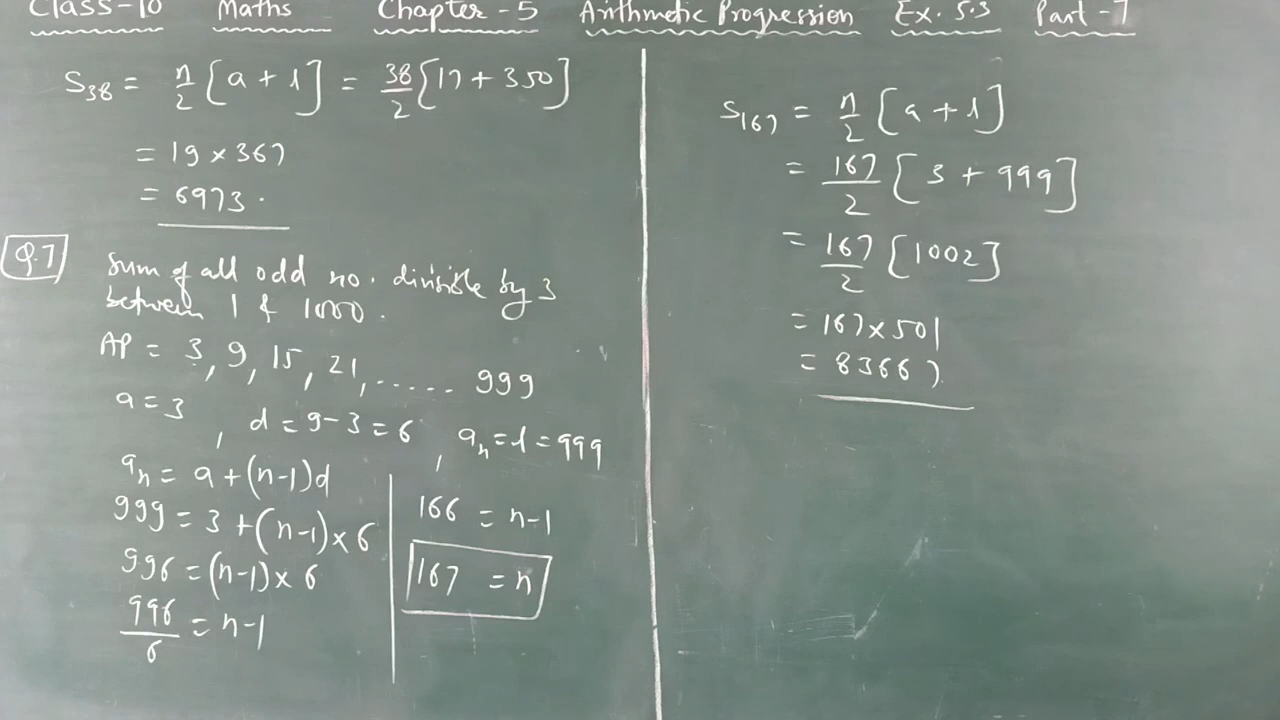 Class-10 Maths Chapter-5 Arithmetic Progression Ex. 5.3 Part-7
S₃₈ = n/2 [a + l] = 38/2 [17 + 350]
= 19 × 367
= 6973.
Q.7 Sum of all odd no. divisible by 3
between 1 & 1000.
AP = 3, 9, 15, 21, ..... 999
a = 3, d = 9-3 = 6, aₙ = l = 999
aₙ = a + (n-1)d
999 = 3 + (n-1) × 6
996 = (n-1) × 6
996/6 = n-1
166 = n-1
167 = n
S₁₆₇ = n/2 [a + l]
= 167/2 [3 + 999]
= 167/2 [1002]
= 167 × 501
= 83667